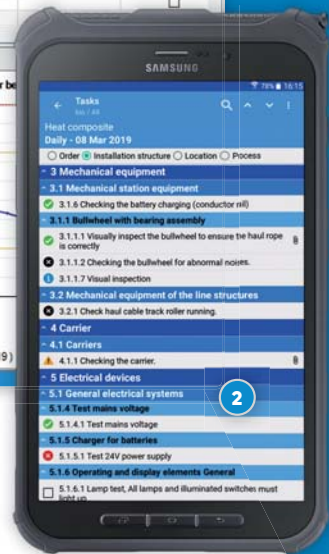 SAMSUNG
78% 16:15
Tasks
Heat composite
Daily - 08 Mar 2019
Order Installation structure Location Pocess
3 Mechanical equipment
3.1 Mechanical station equipment
3.1.6 Checking the battery charging (conductor nil)
3.1.1 Bullwheel with bearing assembly
3.1.1.1 Visually inspect the bullwheel to ensure the haul rope
is correctly
3.1.1.2 Checking the bullwheel for abnormal noises.
3.1.1.7 Visual inspection
3.2 Mechanical equipment of the line structures
3.2.1 Check haul cable track roller running.
4 Carrier
4.1 Carriers
4.1.1 Checking the carrier.
5 Electrical devices
5.1 General electrical systems
2
5.1.4 Test mains voltage
5.1.4.1 Test mains voltage
5.1.5 Charger for batteries
5.1.5.1 Test 24V power supply
5.1.6 Operating and display elements General
5.1.6.1 Lamp test, All lamps and illuminated switches must
light up